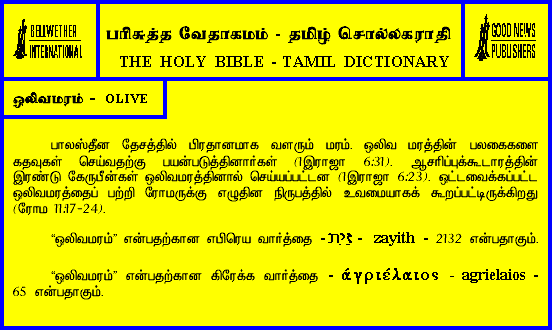 BELLWETHER
INTERNATIONAL
பரிசுத்த வேதாகமம் - தமிழ் சொல்லகராதி
THE HOLY BIBLE - TAMIL DICTIONARY
GOOD NEWS
PUBLISHERS
ஒலிவமரம் - OLIVE
பாலஸ்தீன தேசத்தில் பிரதானமாக வளரும் மரம். ஒலிவ மரத்தின் பலகைகளை
கதவுகள் செய்வதற்கு பயன்படுத்தினார்கள் (1இராஜா 6:31). ஆசரிப்புக்கூடாரத்தின்
இரண்டு கேருபீன்கள் ஒலிவமரத்தினால் செய்யப்பட்டன (1இராஜா 6:23). ஒட்டவைக்கப்பட்ட
ஒலிவமரத்தைப் பற்றி ரோமருக்கு எழுதின நிருபத்தில் உவமையாகக் கூறப்பட்டிருக்கிறது
(ரோம 11:17-24).
“ஒலிவமரம்” என்பதற்கான எபிரெய வார்த்தை - זַיִת - zayith - 2132 என்பதாகும்.
“ஒலிவமரம்” என்பதற்கான கிரேக்க வார்த்தை - ἀγριέλαιος - agrielaios -
65 என்பதாகும்.